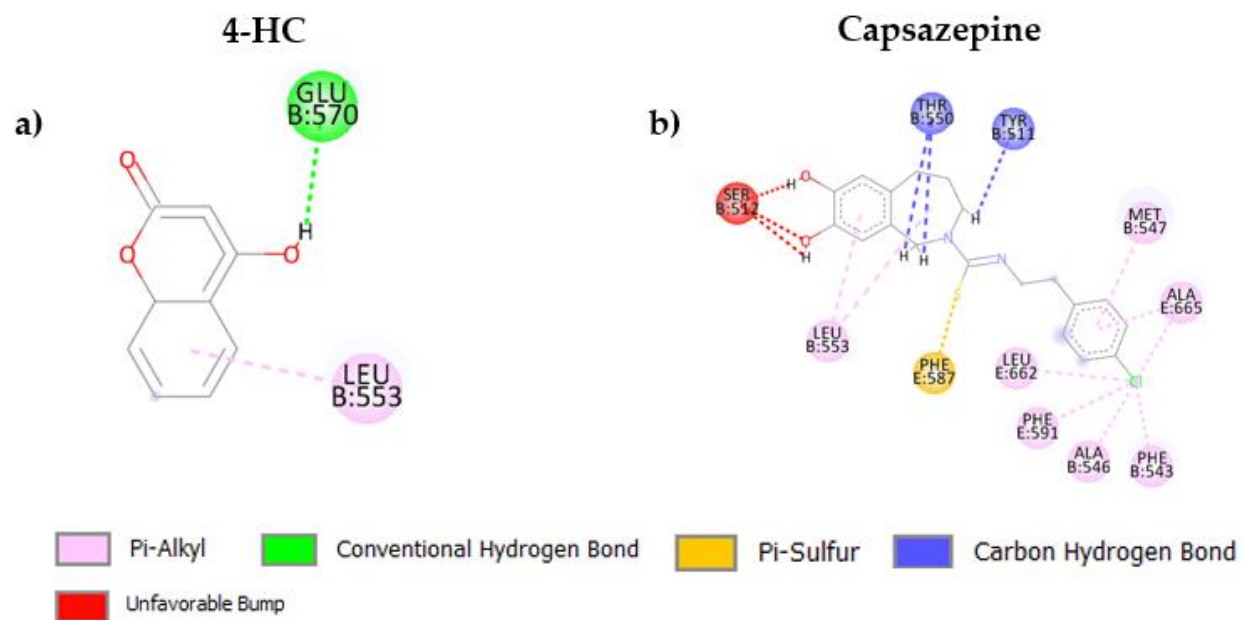 4-HC
Capsazepine
a)
GLU
B:570
O
H
O
O
LEU
B:553
b)
THR
B:550
TYR
B:511
SER
B:512
H
O
O
H
H
H
H
N
N
S
MET
B:547
ALA
E:665
LEU
B:553
PHE
E:587
LEU
E:662
Cl
PHE
E:591
ALA
B:546
PHE
B:543
Pi-Alkyl
Conventional Hydrogen Bond
Pi-Sulfur
Carbon Hydrogen Bond
Unfavorable Bump